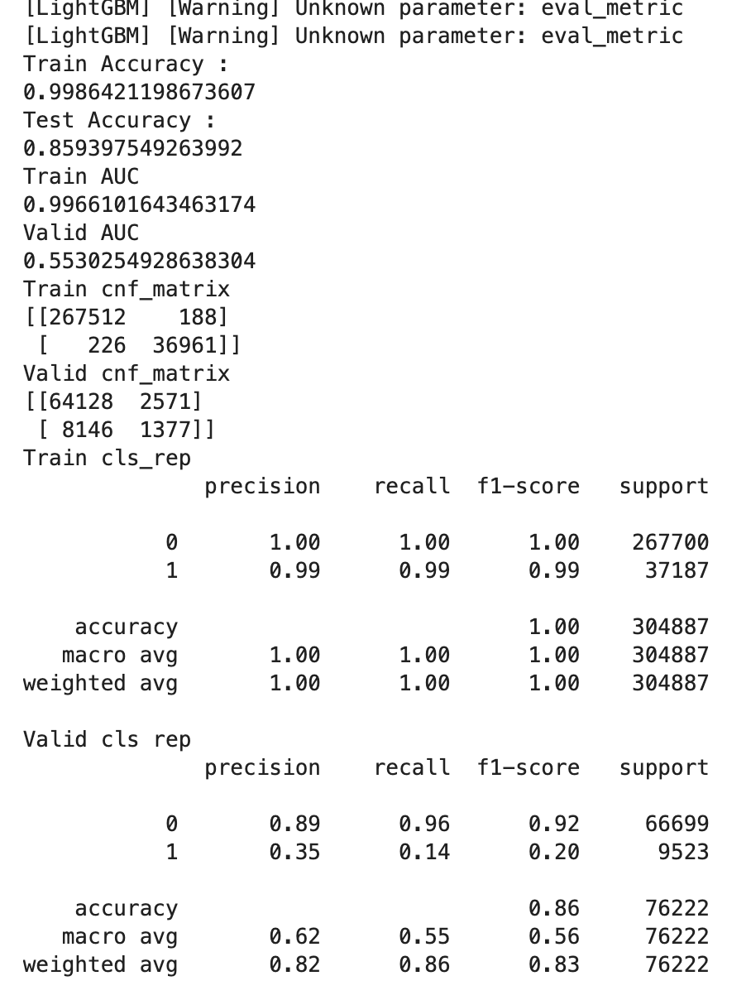 [LightGBM] [Warning] Unknown parameter: eval_metric
[LightGBM] [Warning] Unknown parameter: eval_metric
Train Accuracy :
0.9986421198673607
Test Accuracy :
0.859397549263992
Train AUC
0.9966101643463174
Valid AUC
0.5530254928638304
Train cnf_matrix
[[267512    188]
 [   226  36961]]
Valid cnf_matrix
[[64128  2571]
 [ 8146  1377]]
Train cls_rep
              precision    recall  f1-score   support
           0       1.00      1.00      1.00    267700
           1       0.99      0.99      0.99     37187
    accuracy                           1.00    304887
   macro avg       1.00      1.00      1.00    304887
weighted avg       1.00      1.00      1.00    304887
Valid cls rep
              precision    recall  f1-score   support
           0       0.89      0.96      0.92     66699
           1       0.35      0.14      0.20      9523
    accuracy                           0.86     76222
   macro avg       0.62      0.55      0.56     76222
weighted avg       0.82      0.86      0.83     76222